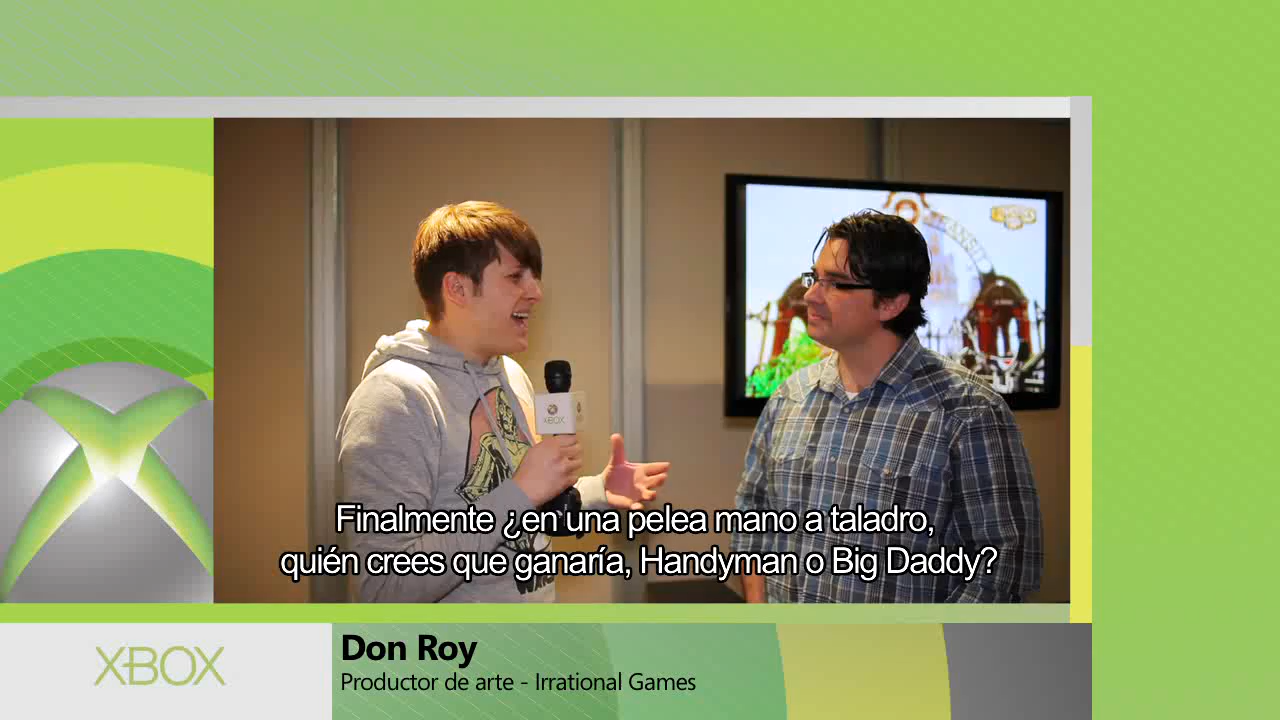 XBOX
Finalmente ¿en una pelea mano a taladro,
quién crees que ganaría, Handyman o Big Daddy?
XBOX
Don Roy
Productor de arte - Irrational Games